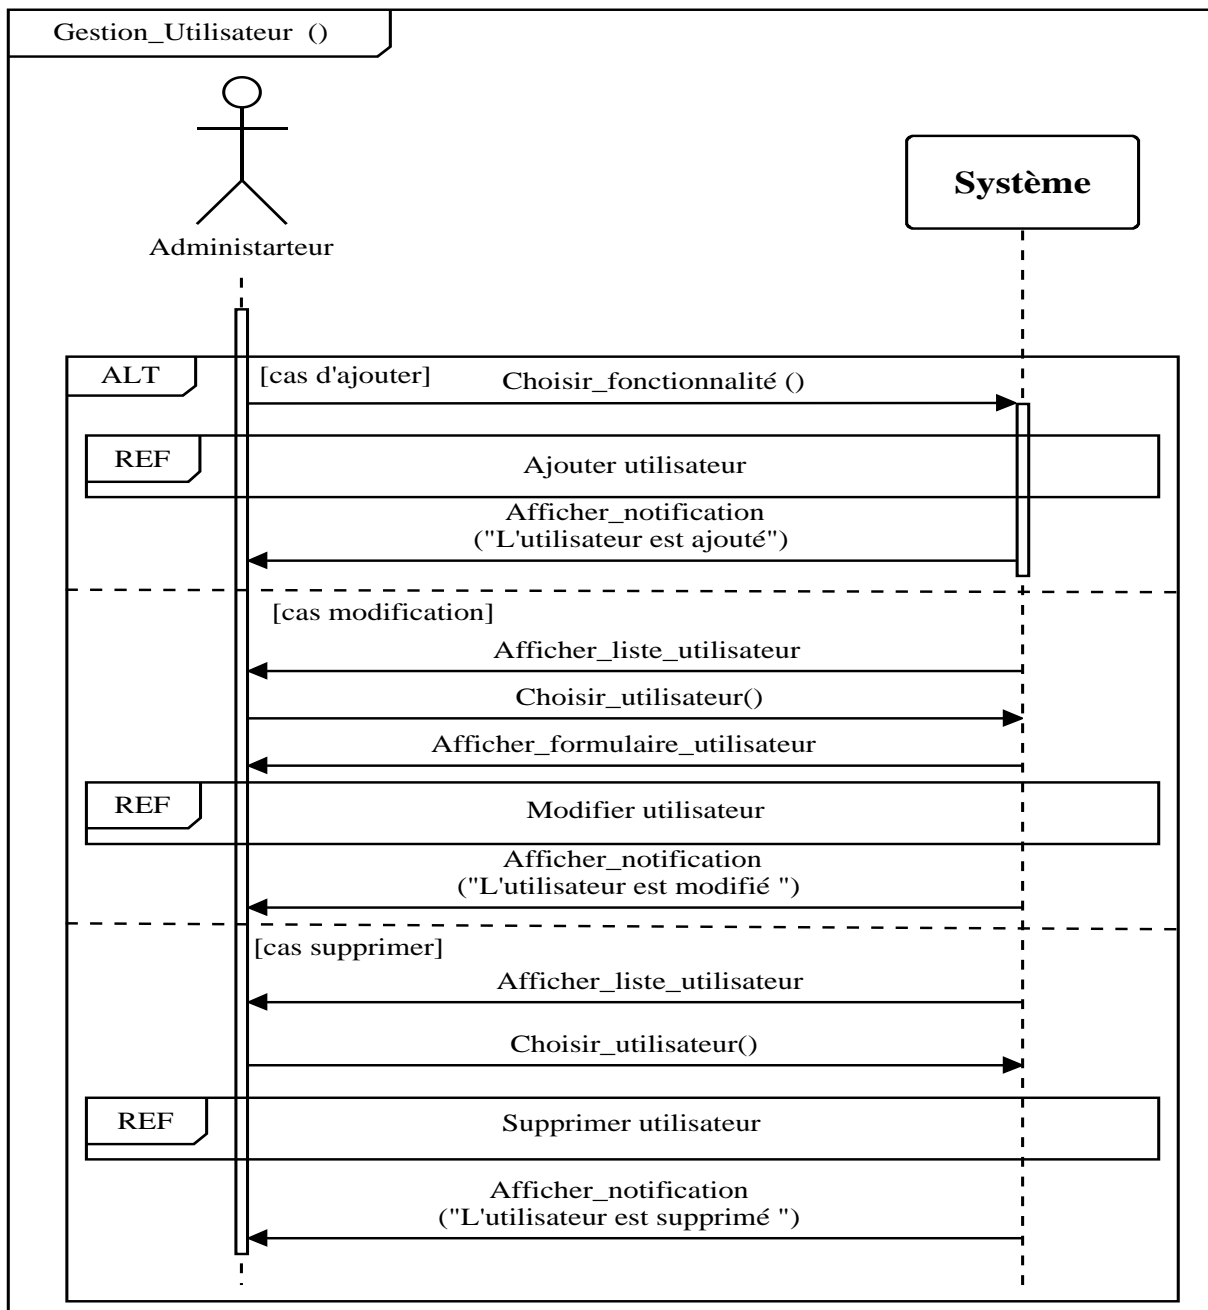 Gestion_Utilisateur ()
Système
Administarteur
ALT
[cas d'ajouter]
Choisir_fonctionnalité ()
REF
Ajouter utilisateur
Afficher_notification
("L'utilisateur est ajouté")
[cas modification]
Afficher_liste_utilisateur
Choisir_utilisateur()
Afficher_formulaire_utilisateur
REF
Modifier utilisateur
Afficher_notification
("L'utilisateur est modifié ")
[cas supprimer]
Afficher_liste_utilisateur
Choisir_utilisateur()
REF
Supprimer utilisateur
Afficher_notification
("L'utilisateur est supprimé ")